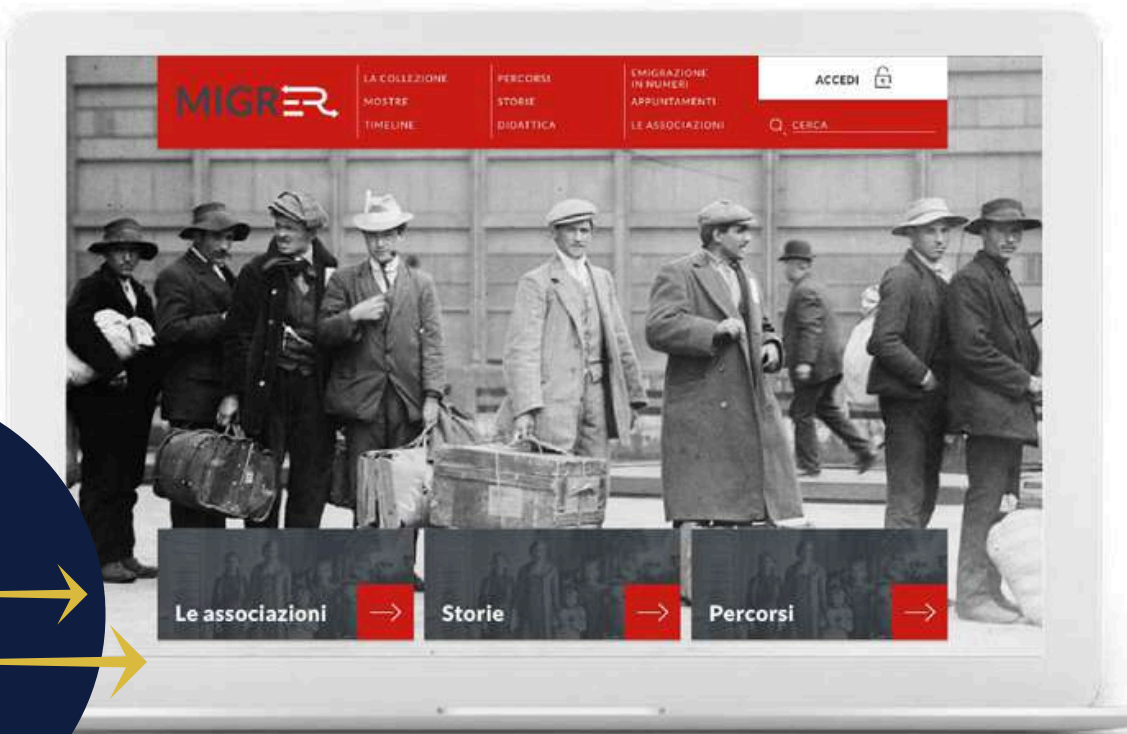 MIGRER
LA COLLEZIONE
MOSTRE
TIMELINE
PERCORSI
STORIE
DIDATTICA
EMIGRAZIONE
IN NUMERI
APPUNTAMENTI
LE ASSOCIAZIONI
ACCEDI
CERCA
Le associazioni
Storie
Percorsi